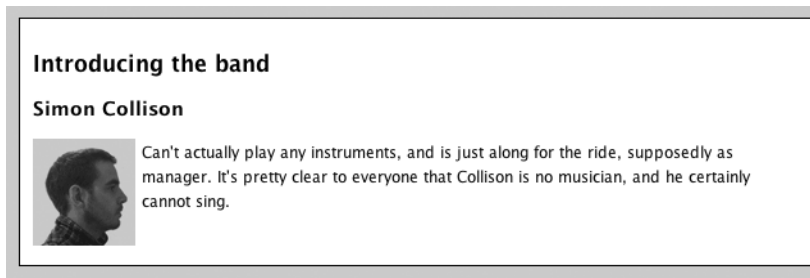 Introducing the band
Simon Collison
Can't actually play any instruments, and is just along for the ride, supposedly as
manager. It's pretty clear to everyone that Collison is no musician, and he certainly
cannot sing.